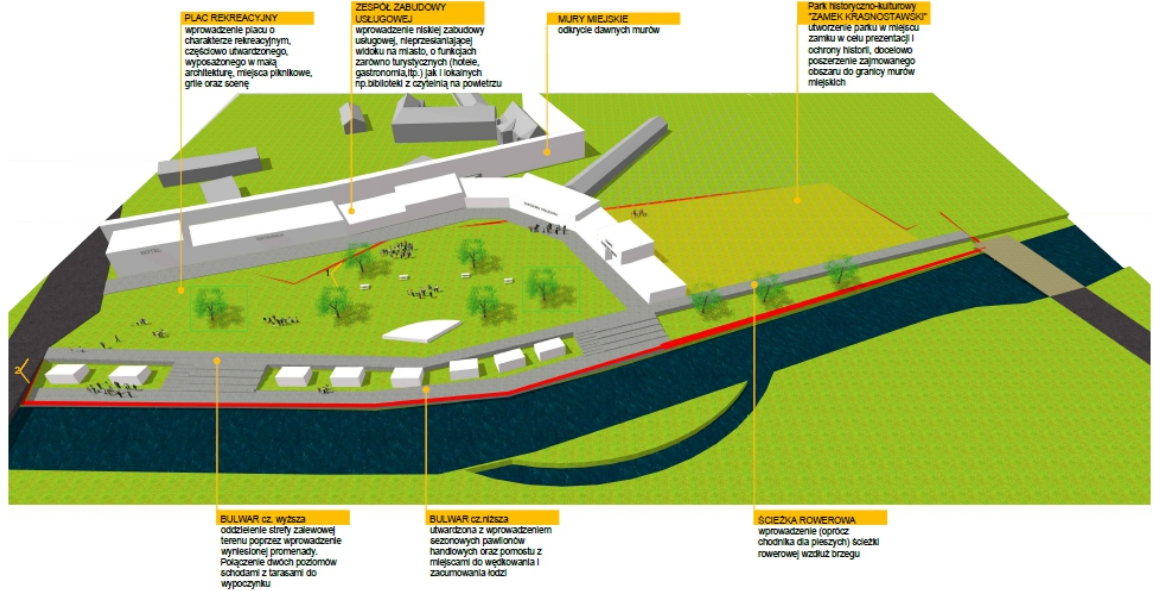 PLAC REKREACYJNY
wprowadzenie placu o
charakterze rekreacyjnym,
częściowo utwardzonego,
wyposażonego w małą
architekturę, miejsca piknikowe,
grile oraz scenę
ZESPÓŁ ZABUDOWY
USŁUGOWEJ
wprowadzenie niskiej zabudowy
usługowej, nieprzesłaniającej
widoku na miasto, o funkcjach
zarówno turystycznych (hotele,
gastronomia,itp.) jak i lokalnych
np.biblioteki z czytelnią na powietrzu
MURY MIEJSKIE
odkrycie dawnych murów
Park historyczno-kulturowy
"ZAMEK KRASNOSTAWSKI"
utworzenie parku w miejscu
zamku w celu prezentacji i
ochrony historii, docelowo
poszerzenie zajmowanego
obszaru do granicy murów
miejskich
HOTEL
2
BULWAR cz. wyższa
oddzielenie strefy zalewowej
terenu poprzez wprowadzenie
wyniesionej promenady.
Połączenie dwóch poziomów
schodami z tarasami do
wypoczynku
BULWAR cz.niższa
utwardzona z wprowadzeniem
sezonowych pawilonów
handlowych oraz pomostu z
miejscami do wędkowania i
zacumowania łodzi
ŚCIEŻKA ROWEROWA
wprowadzenie (oprócz
chodnika dla pieszych) ścieżki
rowerowej wzdłuż brzegu